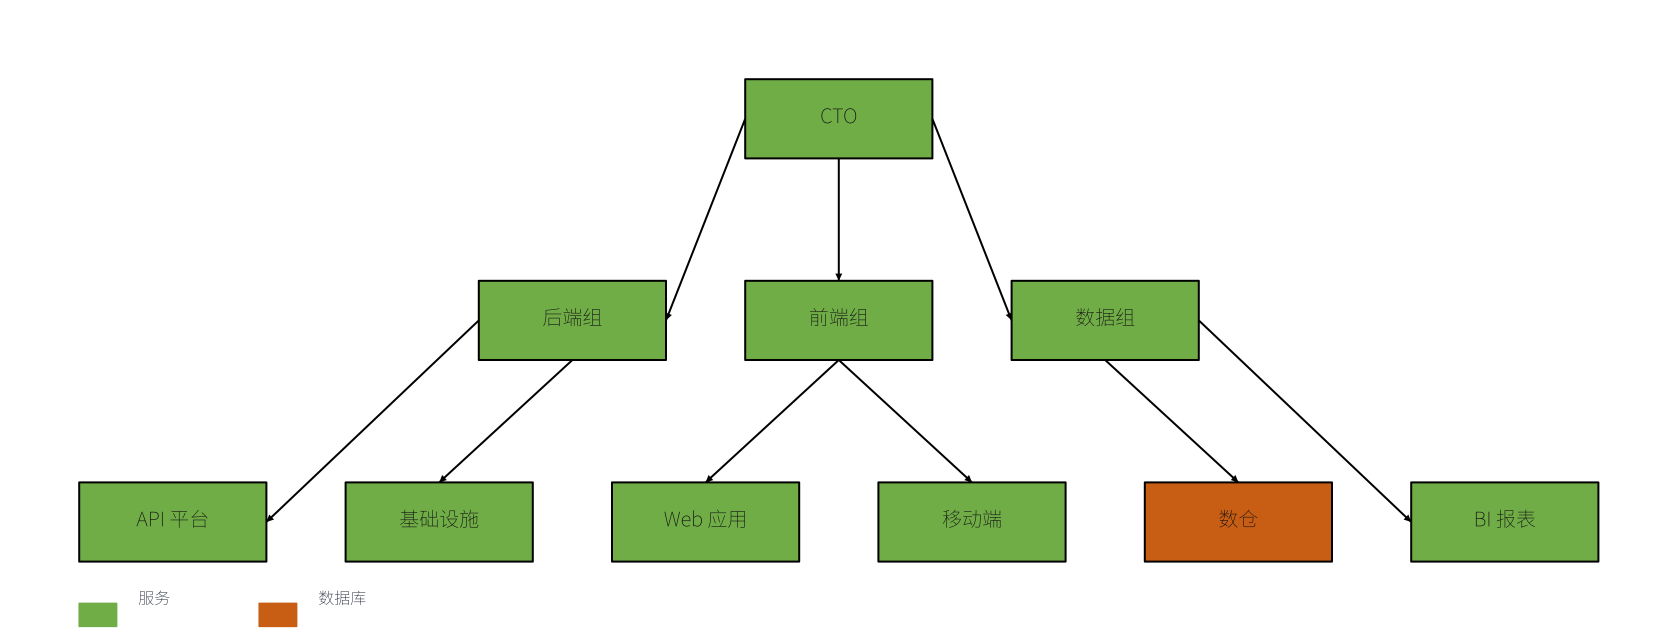 CTO
后端组
前端组
数据组
API 平台
基础设施
Web 应用
移动端
数仓
BI 报表
服务
数据库